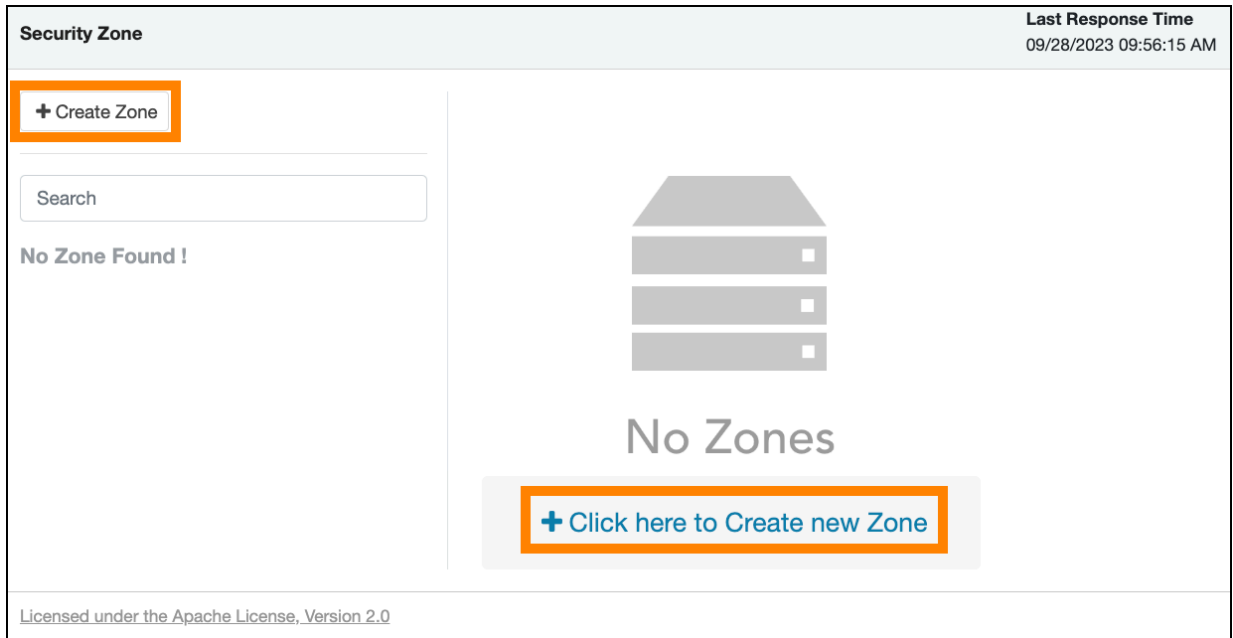 Security Zone
Last Response Time
09/28/2023 09:56:15 AM
+ Create Zone
Search
No Zone Found !
No Zones
+ Click here to Create new Zone
Licensed under the Apache License, Version 2.0